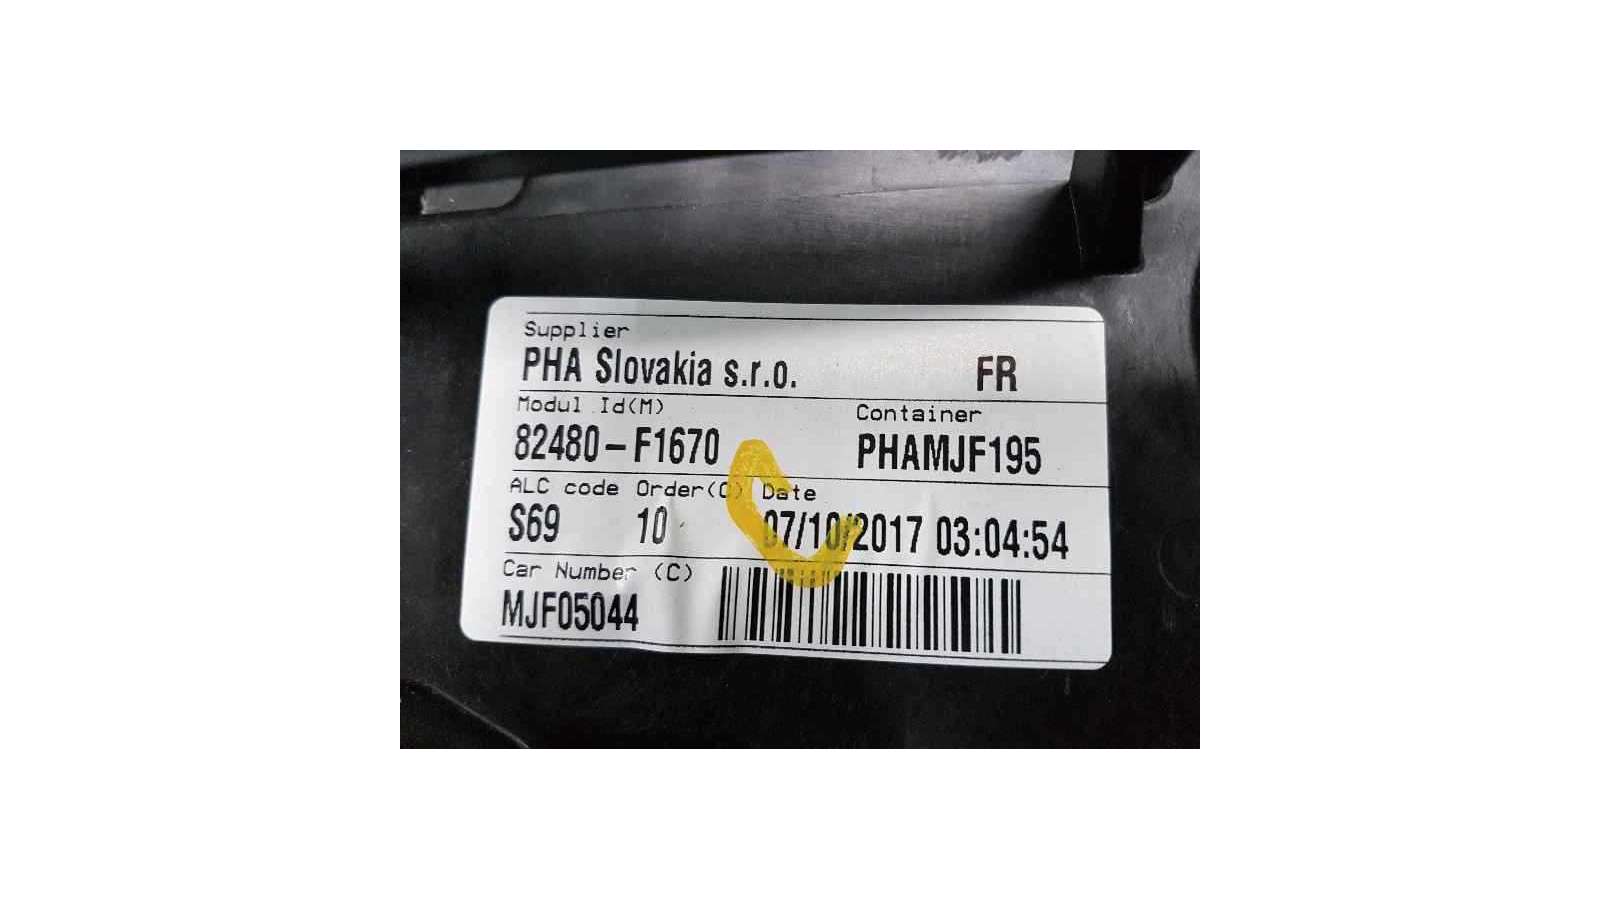 Supplier
PHA Slovakia s.r.o. FR
Modul Id(M) Container
82480-F1670 PHAMJF195
ALC code Order(O) Date
S69 10 07/10/2017 03:04:54
Car Number (C)
MJF05044